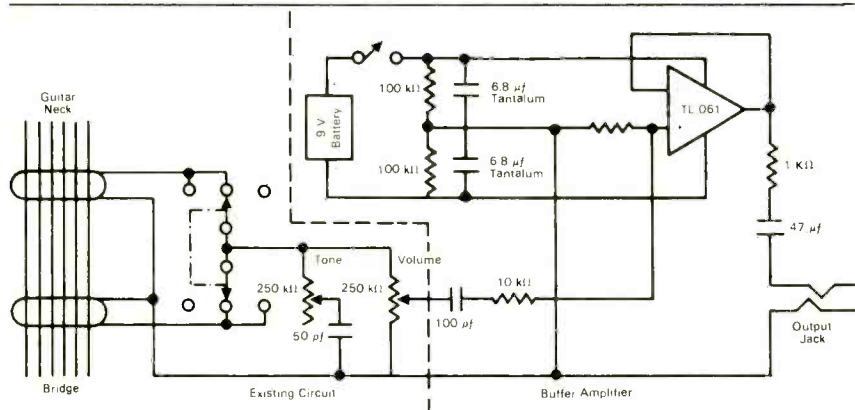 Guitar
Neck
9 V
Battery
100 kΩ
100 kΩ
6.8 μf
Tantalum
6.8 μf
Tantalum
TL 061
1 KΩ
47 μf
Output
Jack
Tone
Volume
250 kΩ
250 kΩ
50 pf
100 μf
10 kΩ
Bridge
Existing Circuit
Buffer Amplifier